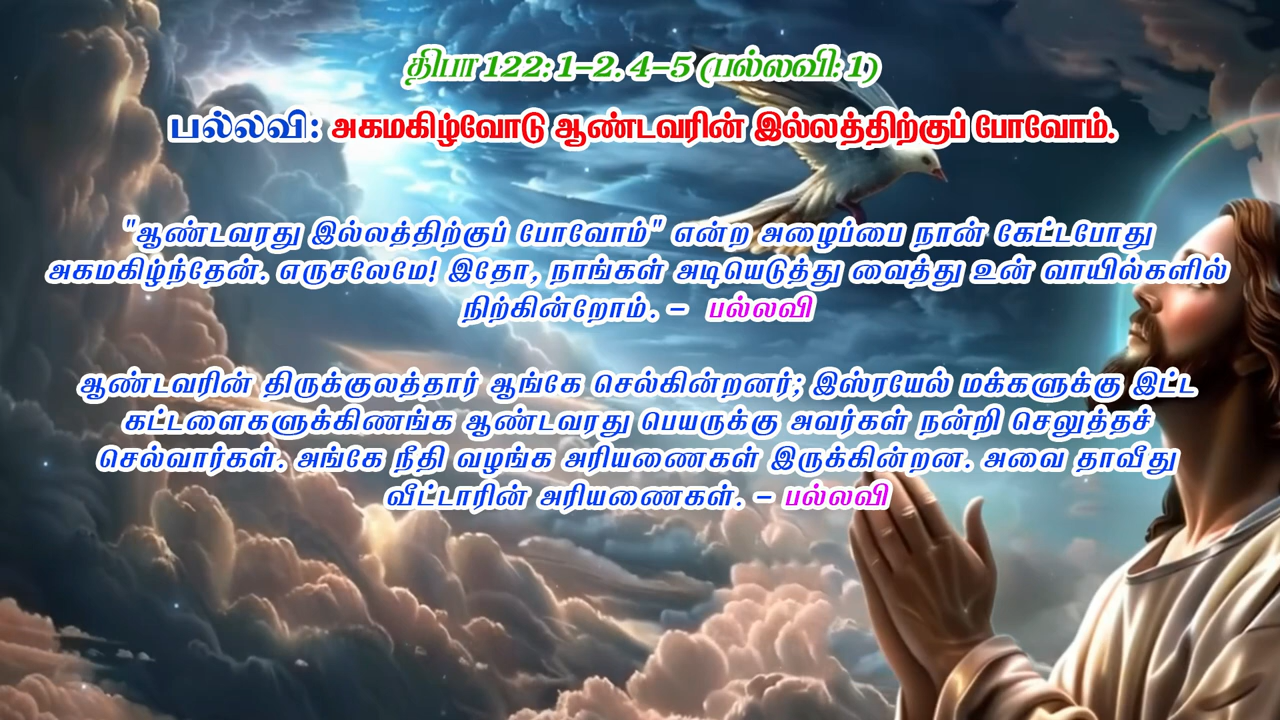 திபா 122: 1-2. 4-5 (பல்லவி: 1)
பல்லவி: அகமகிழ்வோடு ஆண்டவரின் இல்லத்திற்குப் போவோம்.
"ஆண்டவரது இல்லத்திற்குப் போவோம்" என்ற அழைப்பை நான் கேட்டபோது
அகமகிழ்ந்தேன். எருசலேமே! இதோ, நாங்கள் அடியெடுத்து வைத்து உன் வாயில்களில்
நிற்கின்றோம். – பல்லவி
ஆண்டவரின் திருக்குலத்தார் ஆங்கே செல்கின்றனர்; இஸ்ரயேல் மக்களுக்கு இட்ட
கட்டளைகளுக்கிணங்க ஆண்டவரது பெயருக்கு அவர்கள் நன்றி செலுத்தச்
செல்வார்கள். அங்கே நீதி வழங்க அரியணைகள் இருக்கின்றன. அவை தாவீது
வீட்டாரின் அரியணைகள். – பல்லவி